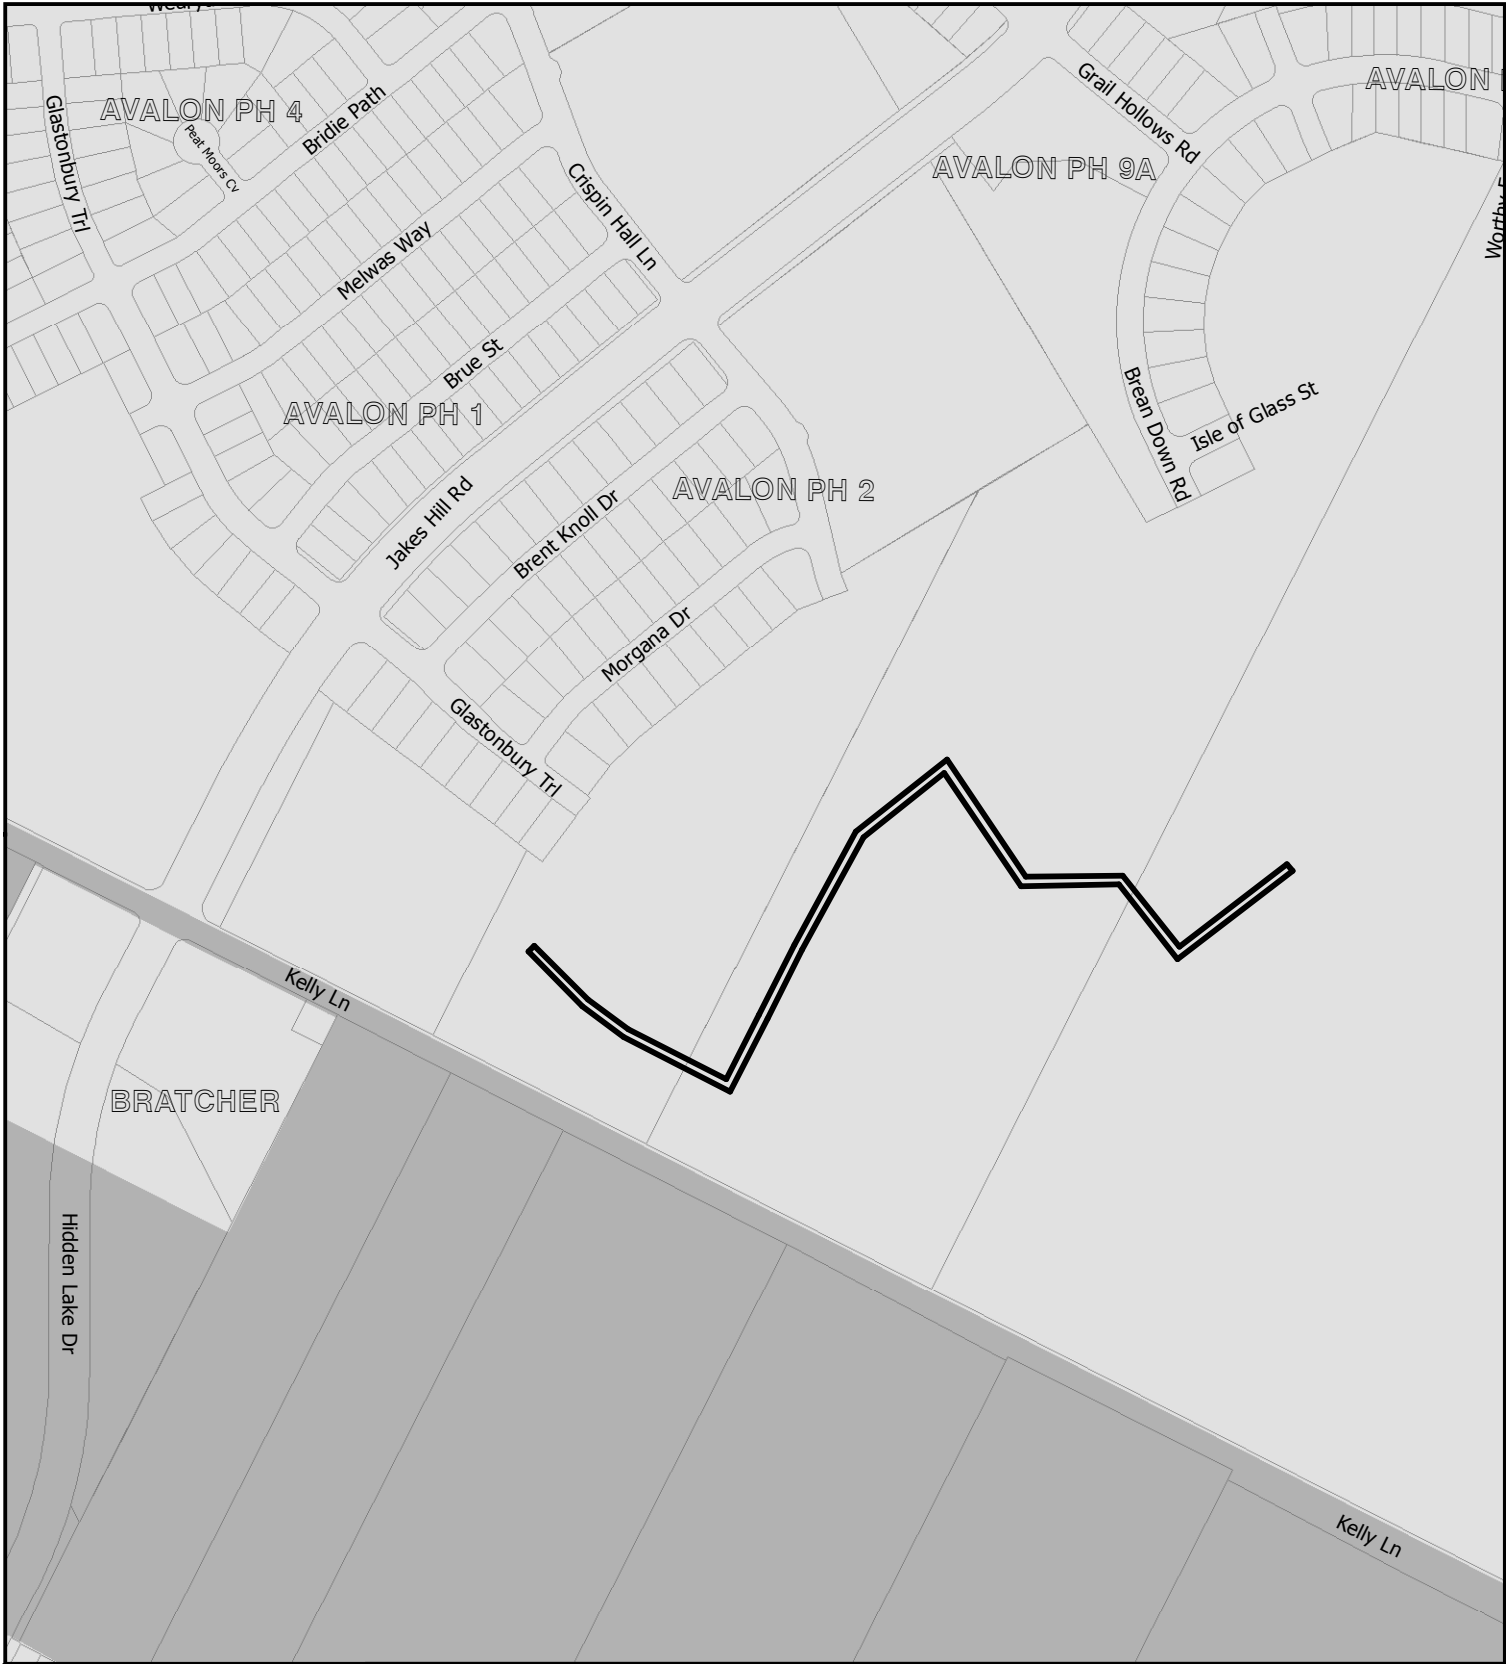 AVALON PH 4
Glastonbury Trl
Peat Moors Cv
Bridie Path
Melwas Way
Crispin Hall Ln
Grail Hollows Rd
AVALON
AVALON PH 9A
Brue St
AVALON PH 1
Brean Down Rd
Isle of Glass St
Jakes Hill Rd
Brent Knoll Dr
AVALON PH 2
Morgana Dr
Glastonbury Trl
Kelly Ln
BRATCHER
Hidden Lake Dr
Kelly Ln